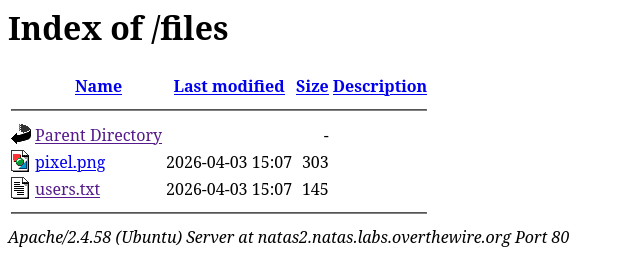 Index of /files
Name Last modified Size Description
Parent Directory -
pixel.png 2026-04-03 15:07 303
users.txt 2026-04-03 15:07 145
Apache/2.4.58 (Ubuntu) Server at natas2.natas.labs.overthewire.org Port 80